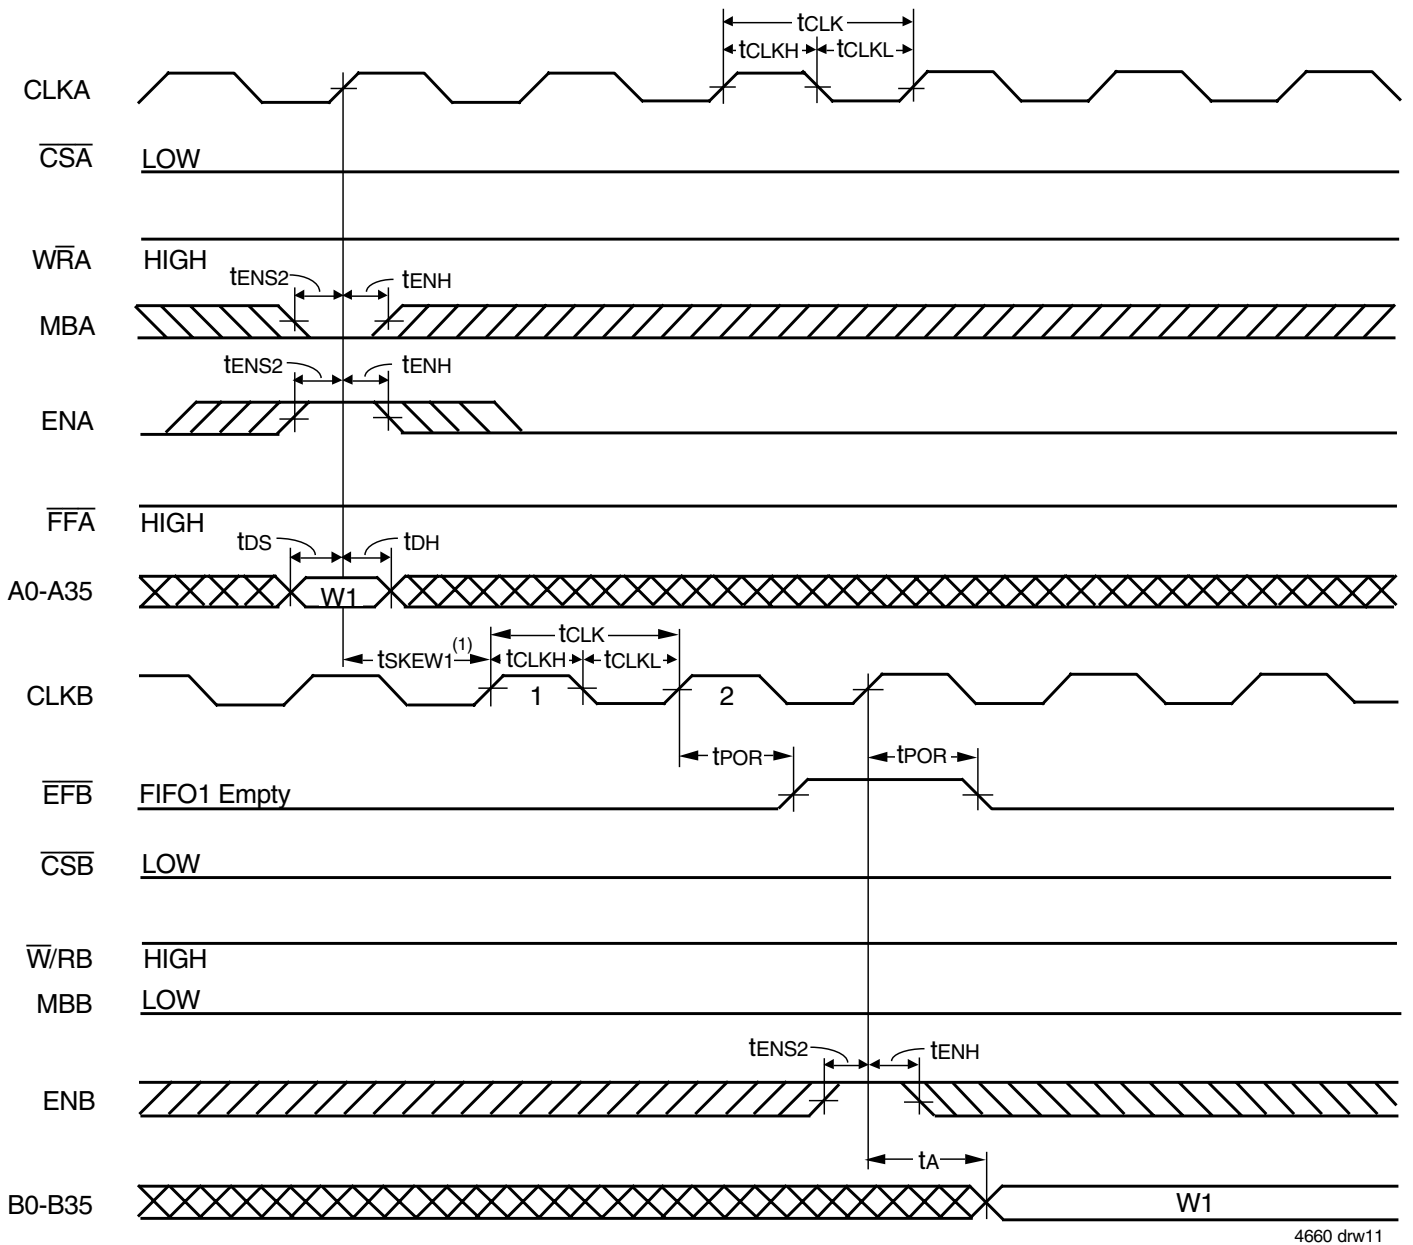 tCLK
tCLKH tCLKL
CLKA
CSA LOW
WRA HIGH
tENS2 tENH
MBA
tENS2 tENH
ENA
FFA HIGH
tDS tDH
A0-A35 W1
tCLK
tSKEW1(1) tCLKH tCLKL
CLKB 1 2
tPOR tPOR
EFB FIFO1 Empty
CSB LOW
W/RB HIGH
MBB LOW
tENS2 tENH
ENB
tA
B0-B35 W1
4660 drw11